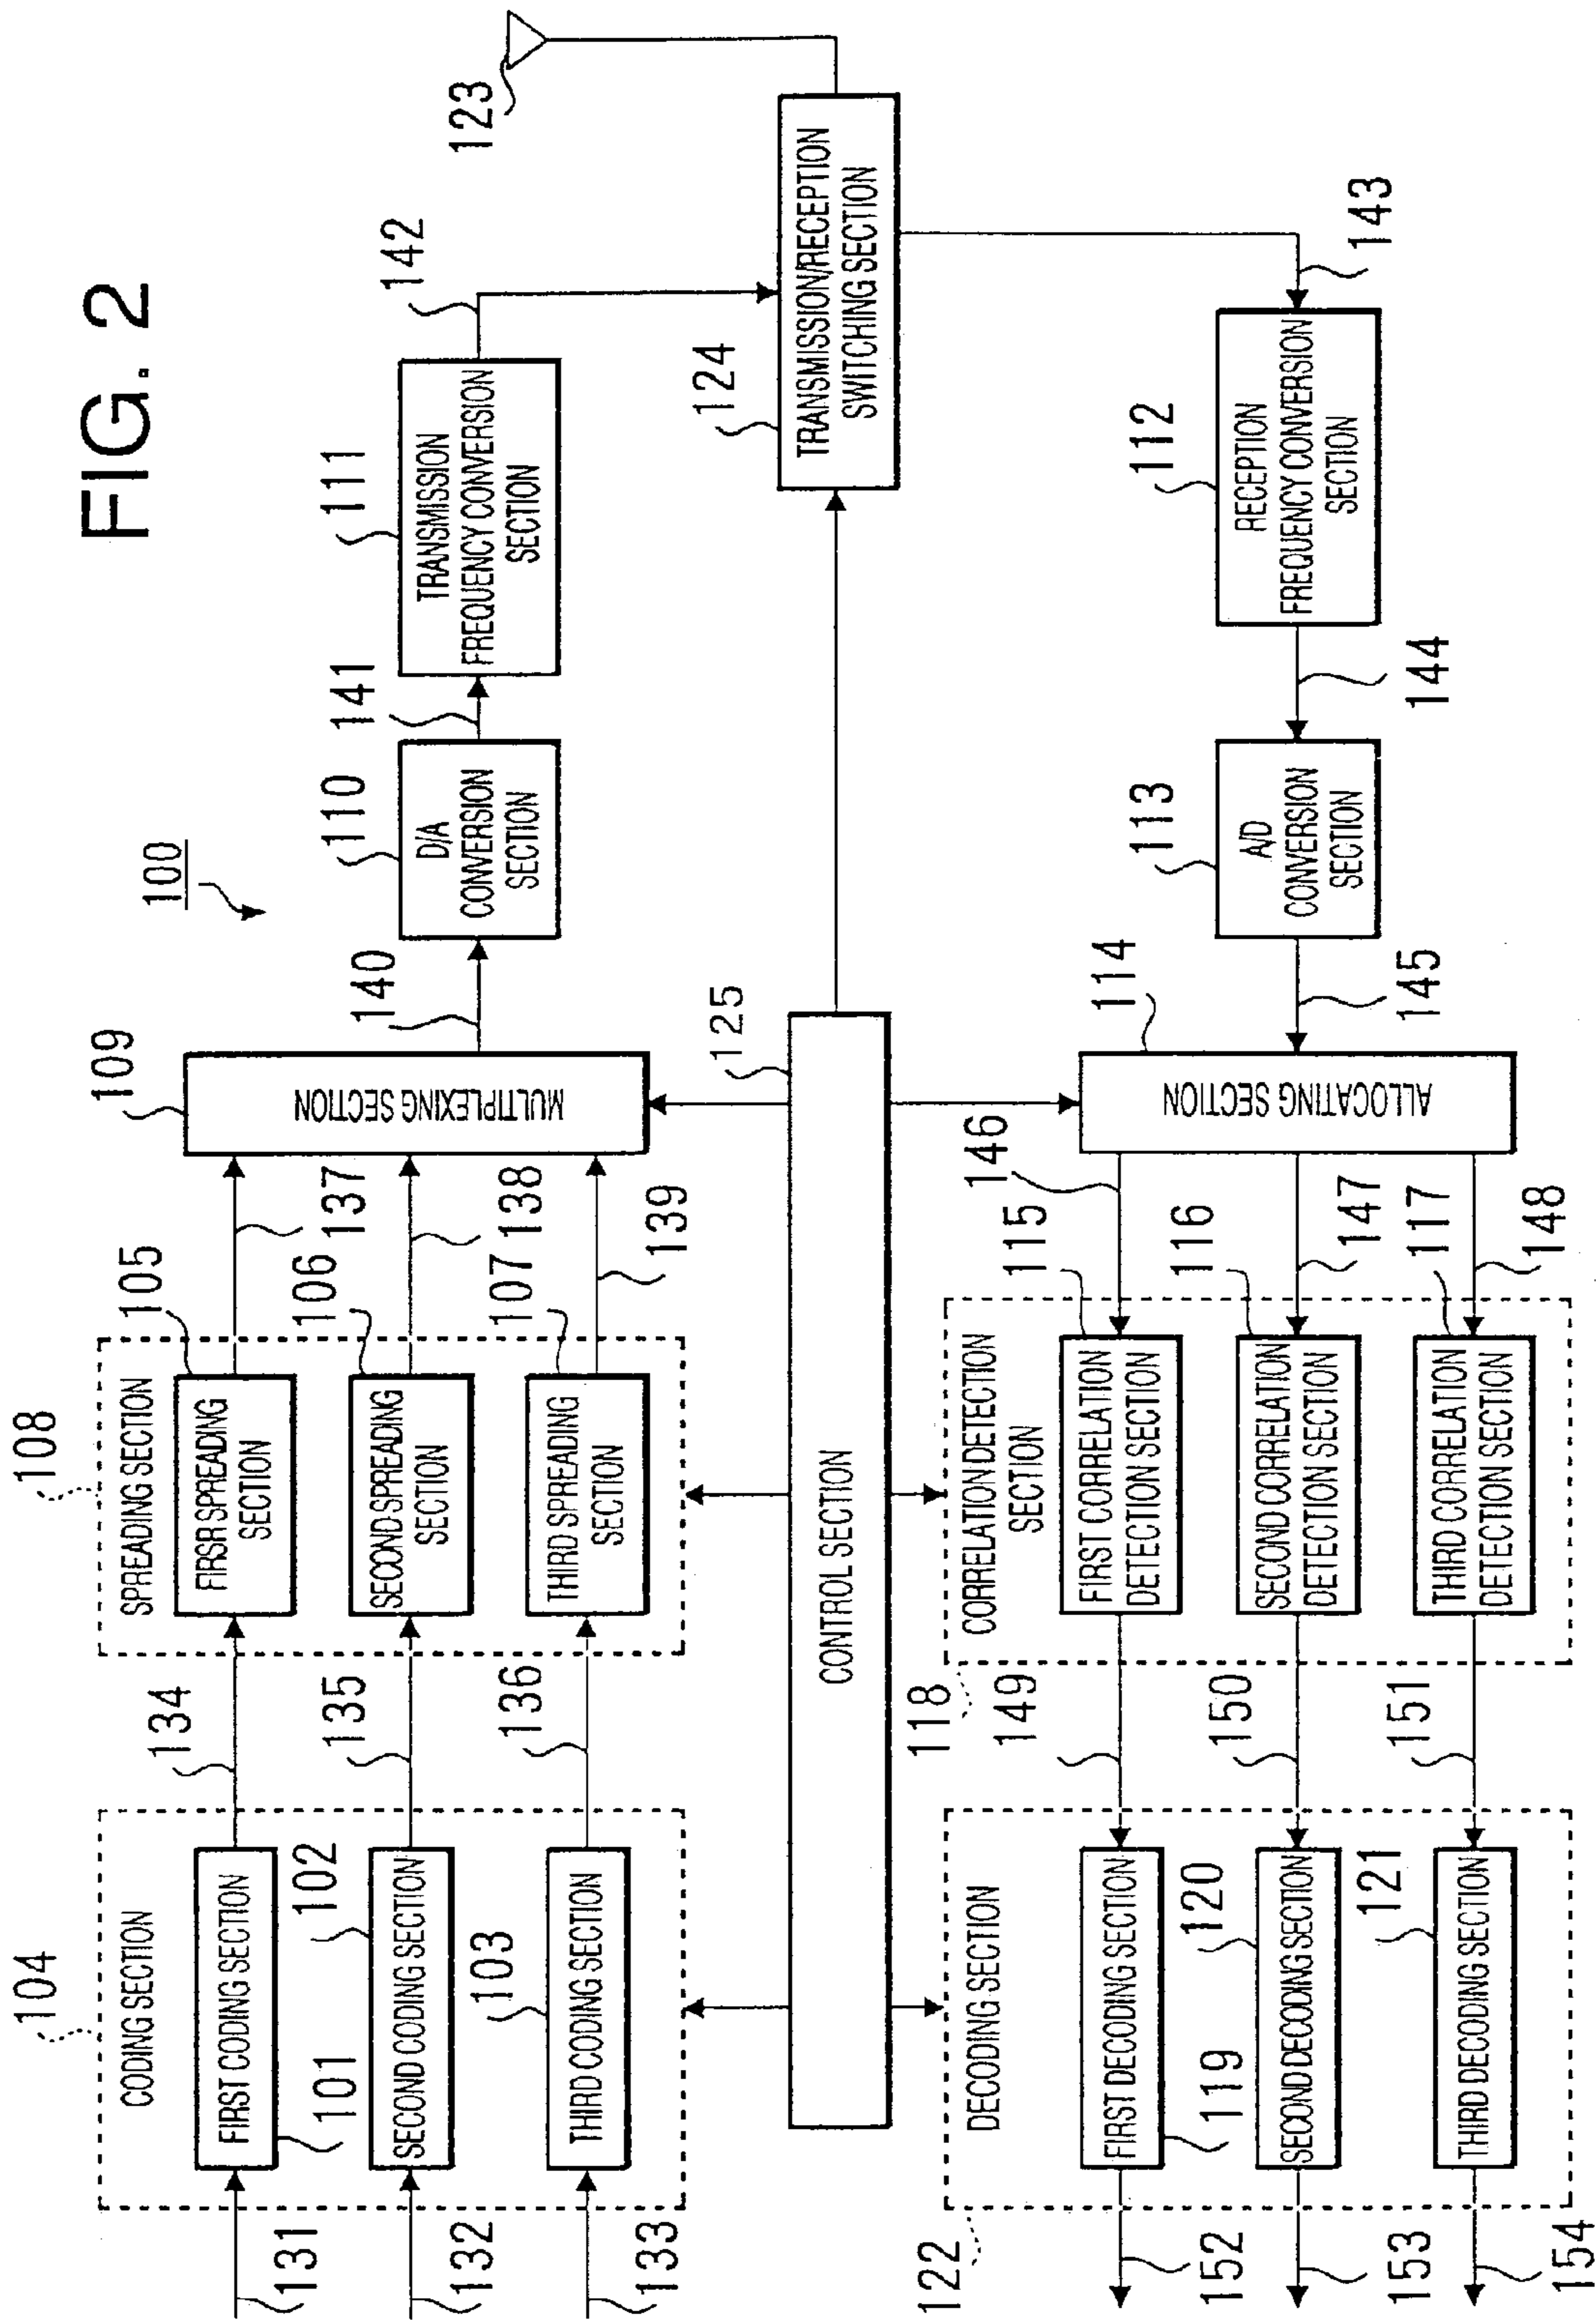 FIG. 2
100
104
CODING SECTION
131
FIRST CODING SECTION
101
132
SECOND CODING SECTION
102
133
THIRD CODING SECTION
103
134
135
136
108
SPREADING SECTION
FIRSR SPREADING
SECTION
105
SECOND SPREADING
SECTION
106
THIRD SPREADING
SECTION
107
137
138
139
109
MULTIPLEXING SECTION
140
110
D/A
CONVERSION
SECTION
141
111
TRANSMISSION
FREQUENCY CONVERSION
SECTION
142
123
125
CONTROL SECTION
124
TRANSMISSION/RECEPTION
SWITCHING SECTION
143
112
RECEPTION
FREQUENCY CONVERSION
SECTION
144
113
A/D
CONVERSION
SECTION
145
114
ALLOCATING SECTION
146
147
148
118
CORRELATION DETECTION
SECTION
115
FIRST CORRELATION
DETECTION SECTION
116
SECOND CORRELATION
DETECTION SECTION
117
THIRD CORRELATION
DETECTION SECTION
149
150
151
122
DECODING SECTION
FIRST DECODING SECTION
119
SECOND DECODING SECTION
120
THIRD DECODING SECTION
121
152
153
154